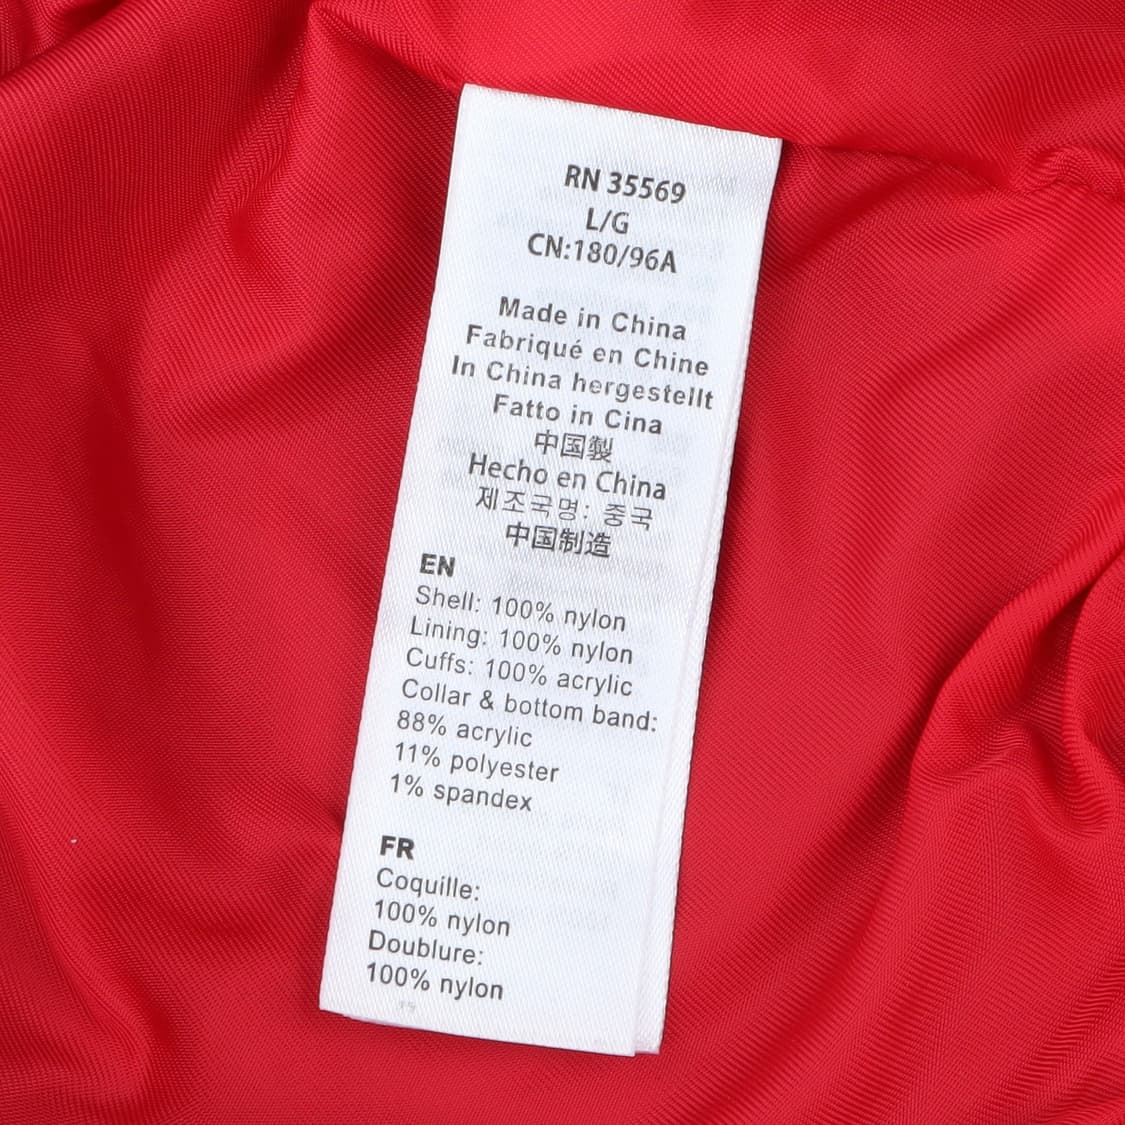 RN 35569
L/G
CN:180/96A
Made in China
Fabriqué en Chine
In China hergestellt
Fatto in Cina
中国製
Hecho en China
제조국명: 중국
中国制造
EN
Shell: 100% nylon
Lining: 100% nylon
Cuffs: 100% acrylic
Collar & bottom band:
88% acrylic
11% polyester
1% spandex
FR
Coquille:
100% nylon
Doublure:
100% nylon